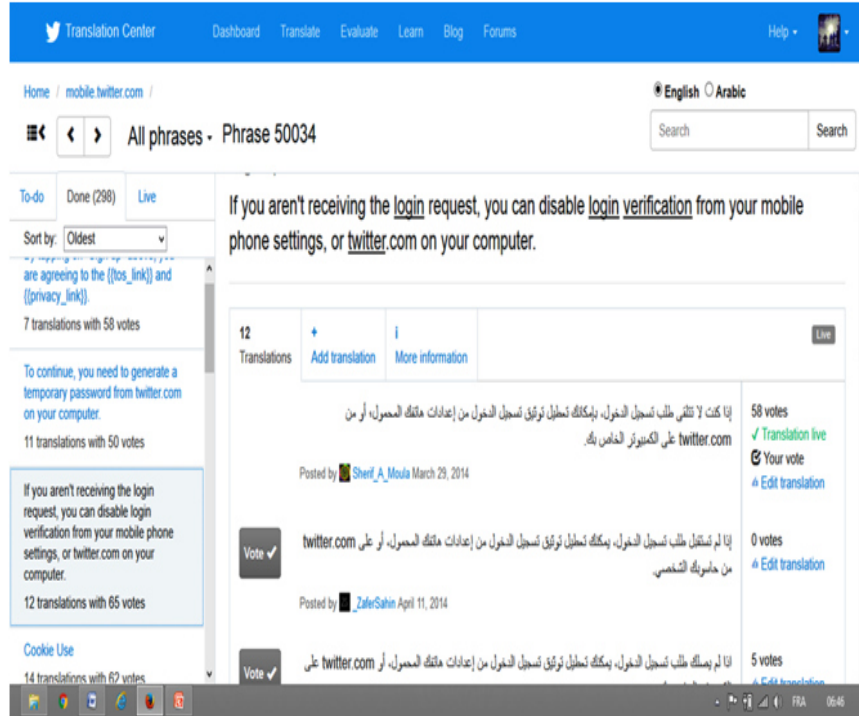 Translation Center
Dashboard Translate Evaluate Learn Blog Forums
Help
Home / mobile.twitter.com /
English Arabic
All phrases Phrase 50034
Search Search
To-do Done (298) Live
Sort by: Oldest
are agreeing to the {{tos_link}} and
{{privacy_link}}.
7 translations with 58 votes
To continue, you need to generate a
temporary password from twitter.com
on your computer.
11 translations with 50 votes
If you aren't receiving the login
request, you can disable login
verification from your mobile phone
settings, or twitter.com on your
computer.
12 translations with 65 votes
Cookie Use
14 translations with 62 votes
If you aren't receiving the login request, you can disable login verification from your mobile
phone settings, or twitter.com on your computer.
12
Translations
+
Add translation
i
More information
Live
إذا كنت لا تتلقى طلب تسجيل الدخول، بإمكانك تعطيل توثيق تسجيل الدخول من إعدادات هاتفك المحمول، أو من
twitter.com على الكمبيوتر الخاص بك.
Posted by Sherif_A_Moula March 29, 2014
58 votes
✓ Translation live
Your vote
Edit translation
Vote ✓
إذا لم تستقبل طلب تسجيل الدخول، يمكنك تعطيل توثيق تسجيل الدخول من إعدادات هاتفك المحمول، أو على twitter.com
من حاسوبك الشخصي.
Posted by _ZaferSahin April 11, 2014
0 votes
Edit translation
Vote ✓
اذا لم يصلك طلب تسجيل الدخول، يمكنك تعطيل توثيق تسجيل الدخول من إعدادات هاتفك المحمول، أو twitter.com على
5 votes
Edit translation
FRA 06:46